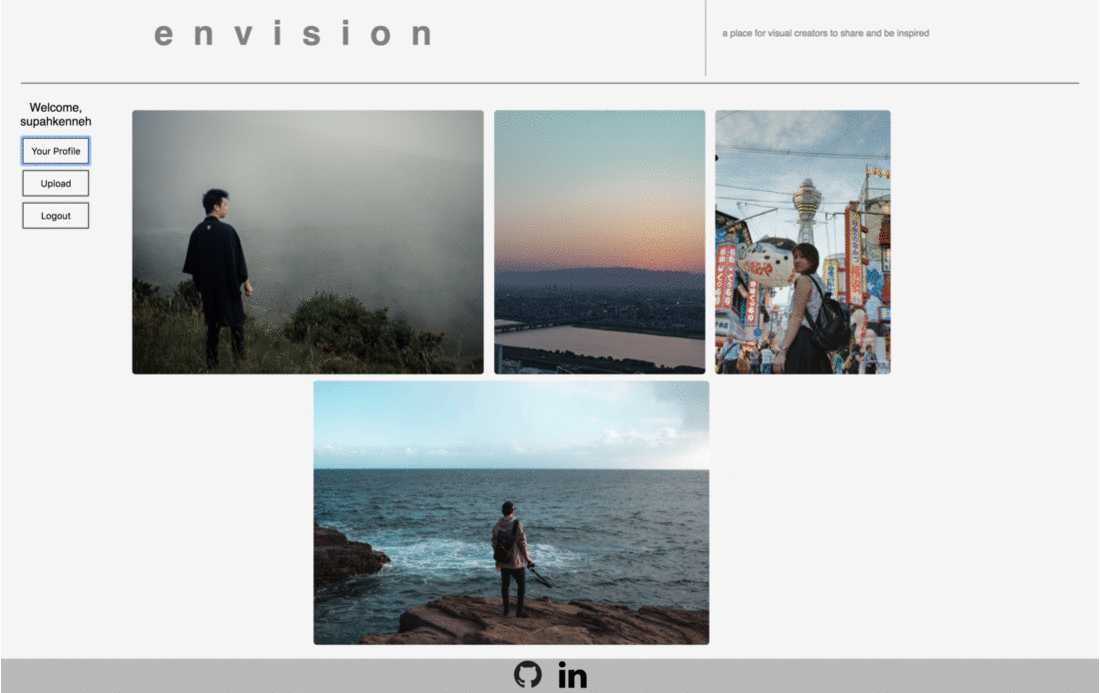 e n v i s i o n
a place for visual creators to share and be inspired
Welcome,
supahkenneh
Your Profile
Upload
Logout
in